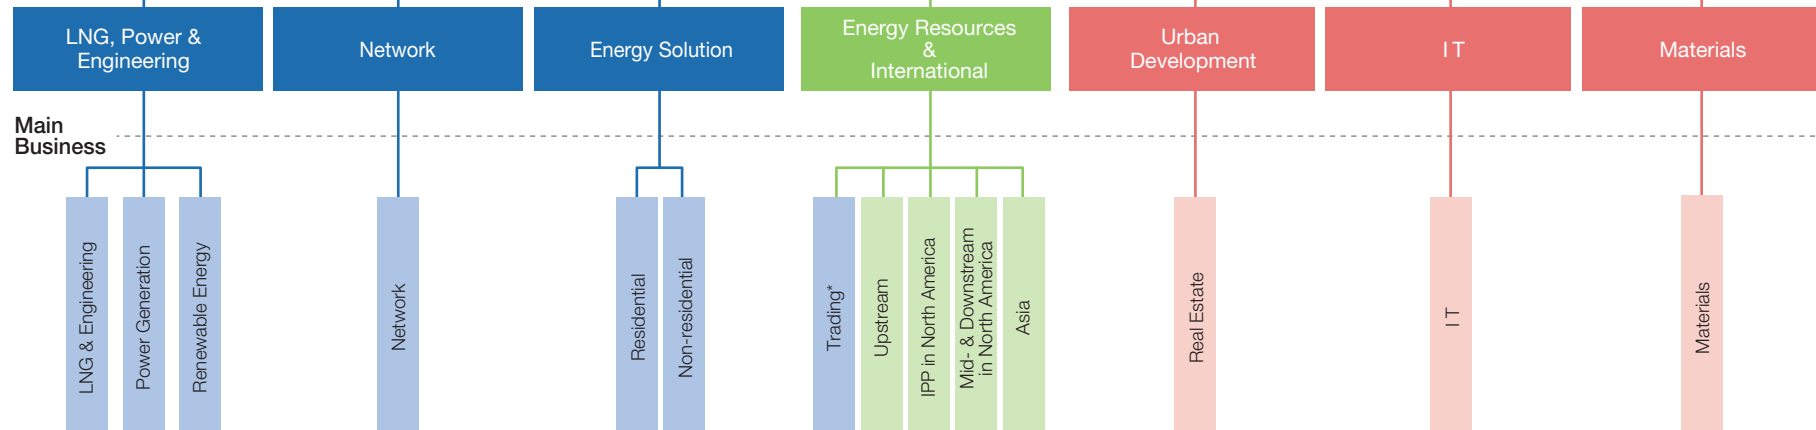 LNG, Power &
Engineering
Network
Energy Solution
Energy Resources
&
International
Urban
Development
IT
Materials
Main
Business
LNG & Engineering
Power Generation
Renewable Energy
Network
Residential
Non-residential
Trading*
Upstream
IPP in North America
Mid- & Downstream
in North America
Asia
Real Estate
IT
Materials